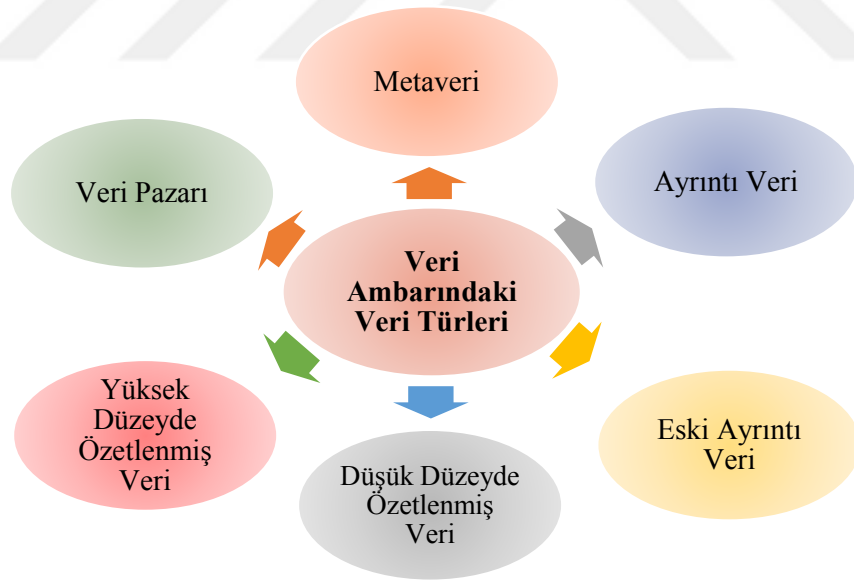 Metaveri
Veri Pazarı
Ayrıntı Veri
Veri
Ambarındaki
Veri Türleri
Yüksek
Düzeyde
Özetlenmiş
Veri
Düşük Düzeyde
Özetlenmiş
Veri
Eski Ayrıntı
Veri